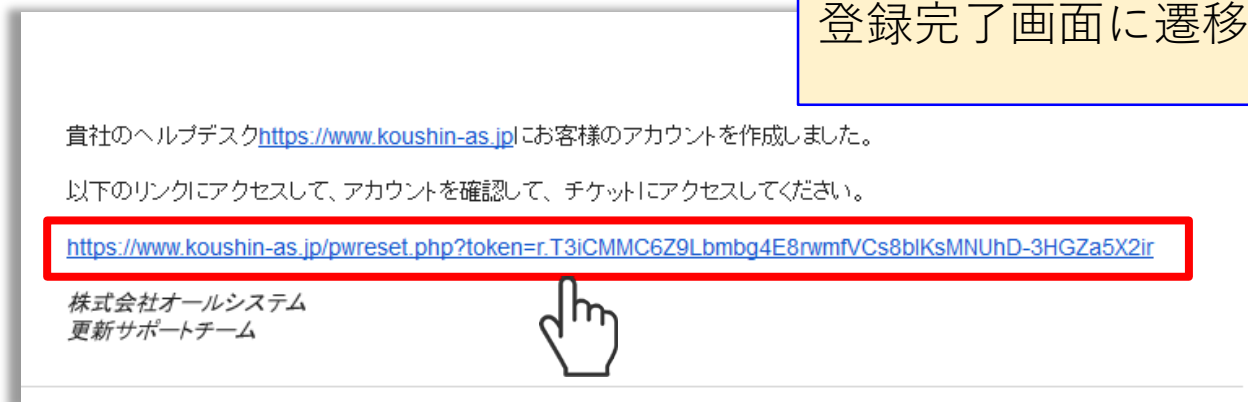 登録完了画面に遷移
貴社のヘルプデスクhttps://www.koushin-as.jpにお客様のアカウントを作成しました。
以下のリンクにアクセスして、アカウントを確認して、チケットにアクセスしてください。
https://www.koushin-as.jp/pwreset.php?token=r.T3iCMMC6Z9Lbmbg4E8rwmfVCs8blKsMNUhD-3HGZa5X2ir
株式会社オールシステム
更新サポートチーム